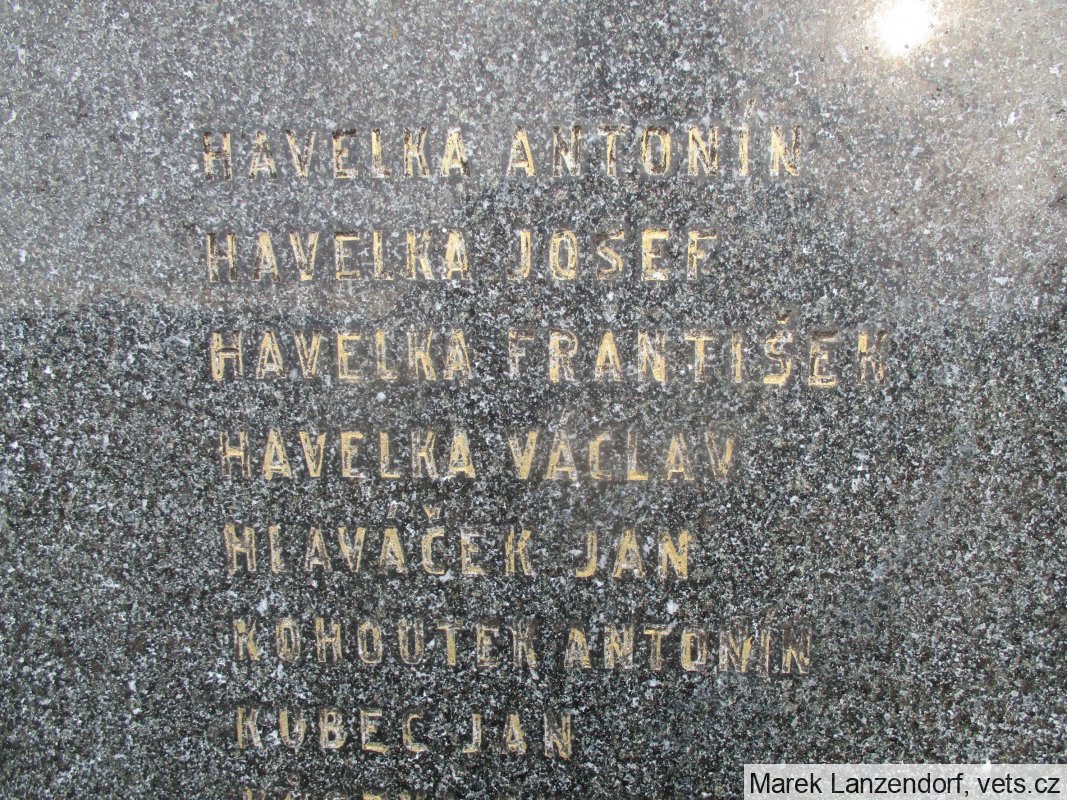 HAVELKA ANTONÍN
HAVELKA JOSEF
HAVELKA FRANTIŠEK
HAVELKA VÁCLAV
HLAVÁČEK JAN
KOHOUTEK ANTONÍN
KUBEC JAN
Marek Lanzendorf, vets.cz